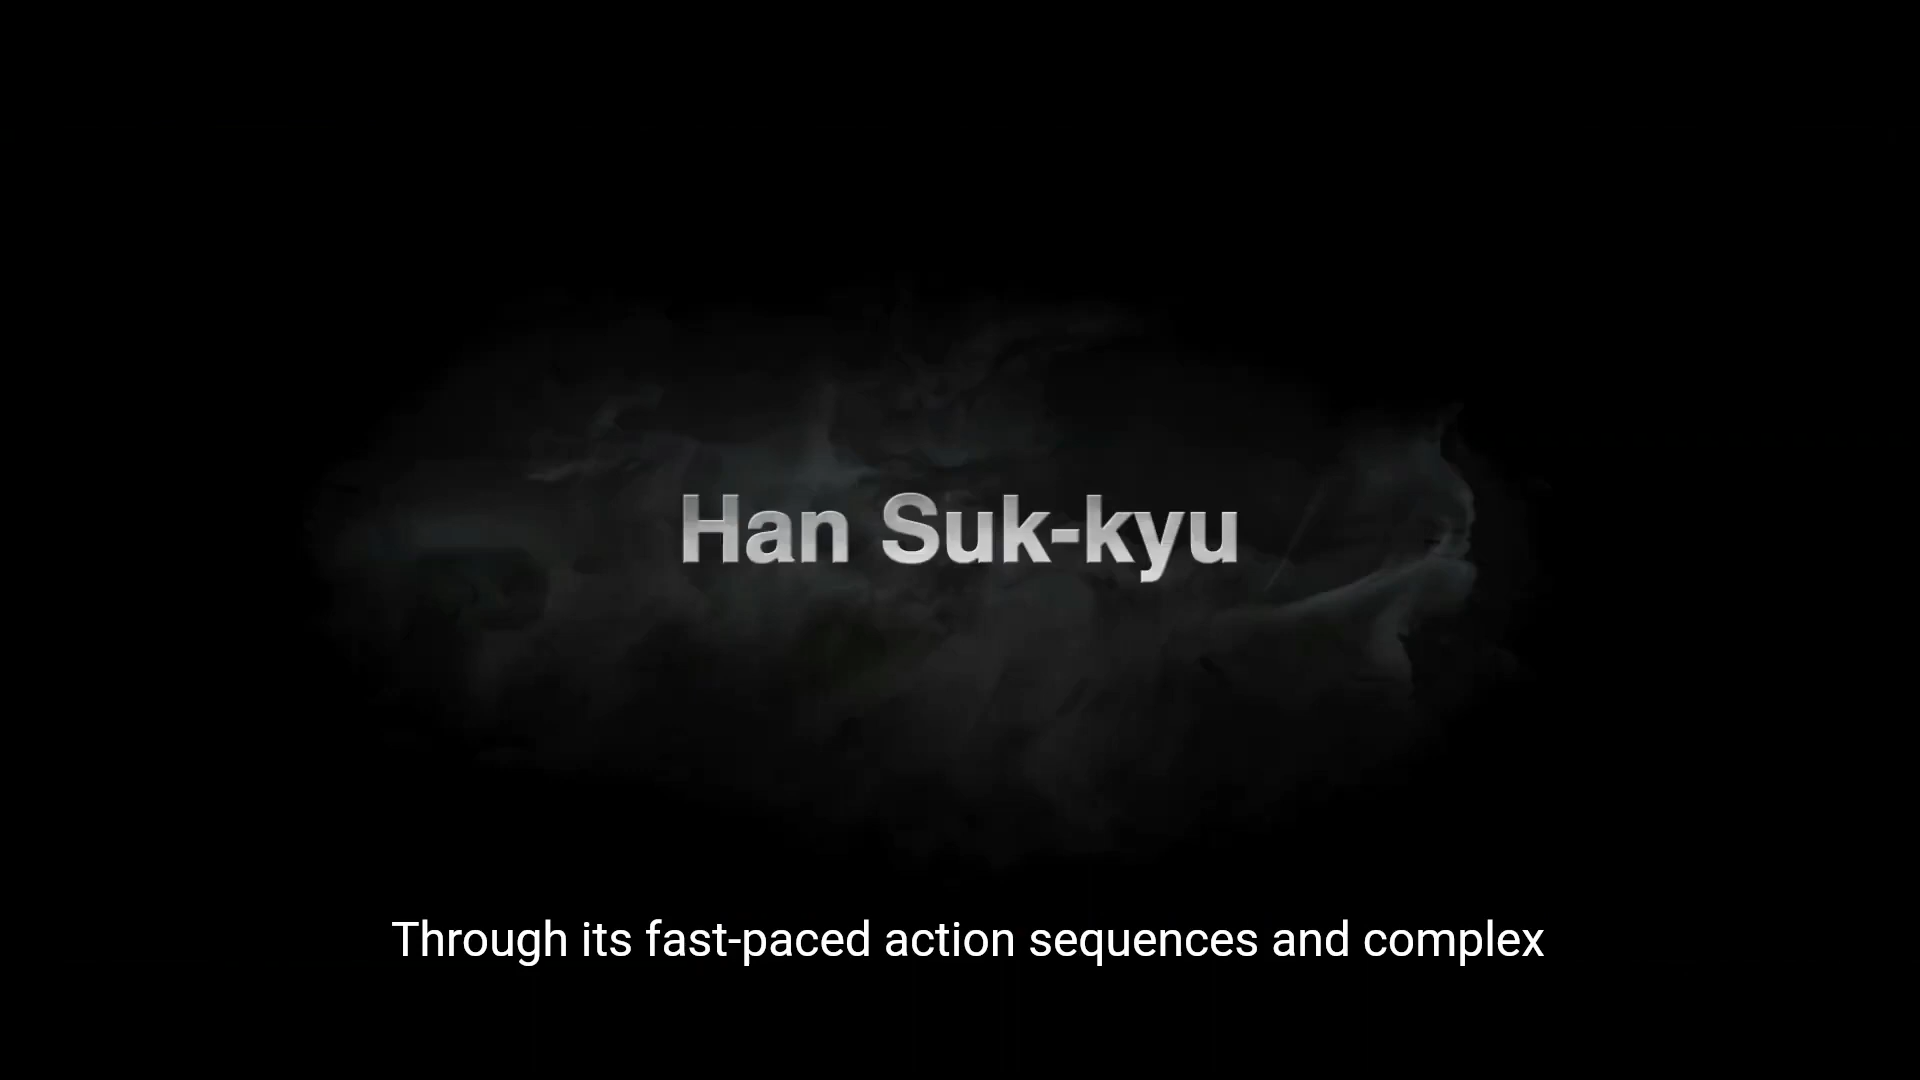 Han Suk-kyu
Through its fast-paced action sequences and complex